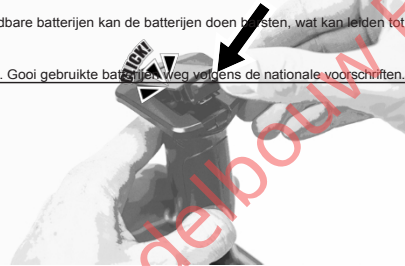 dbare batterijen kan de batterijen doen barsten, wat kan leiden tot
. Gooi gebruikte batterijen weg volgens de nationale voorschriften.
CLICK!
delbouw